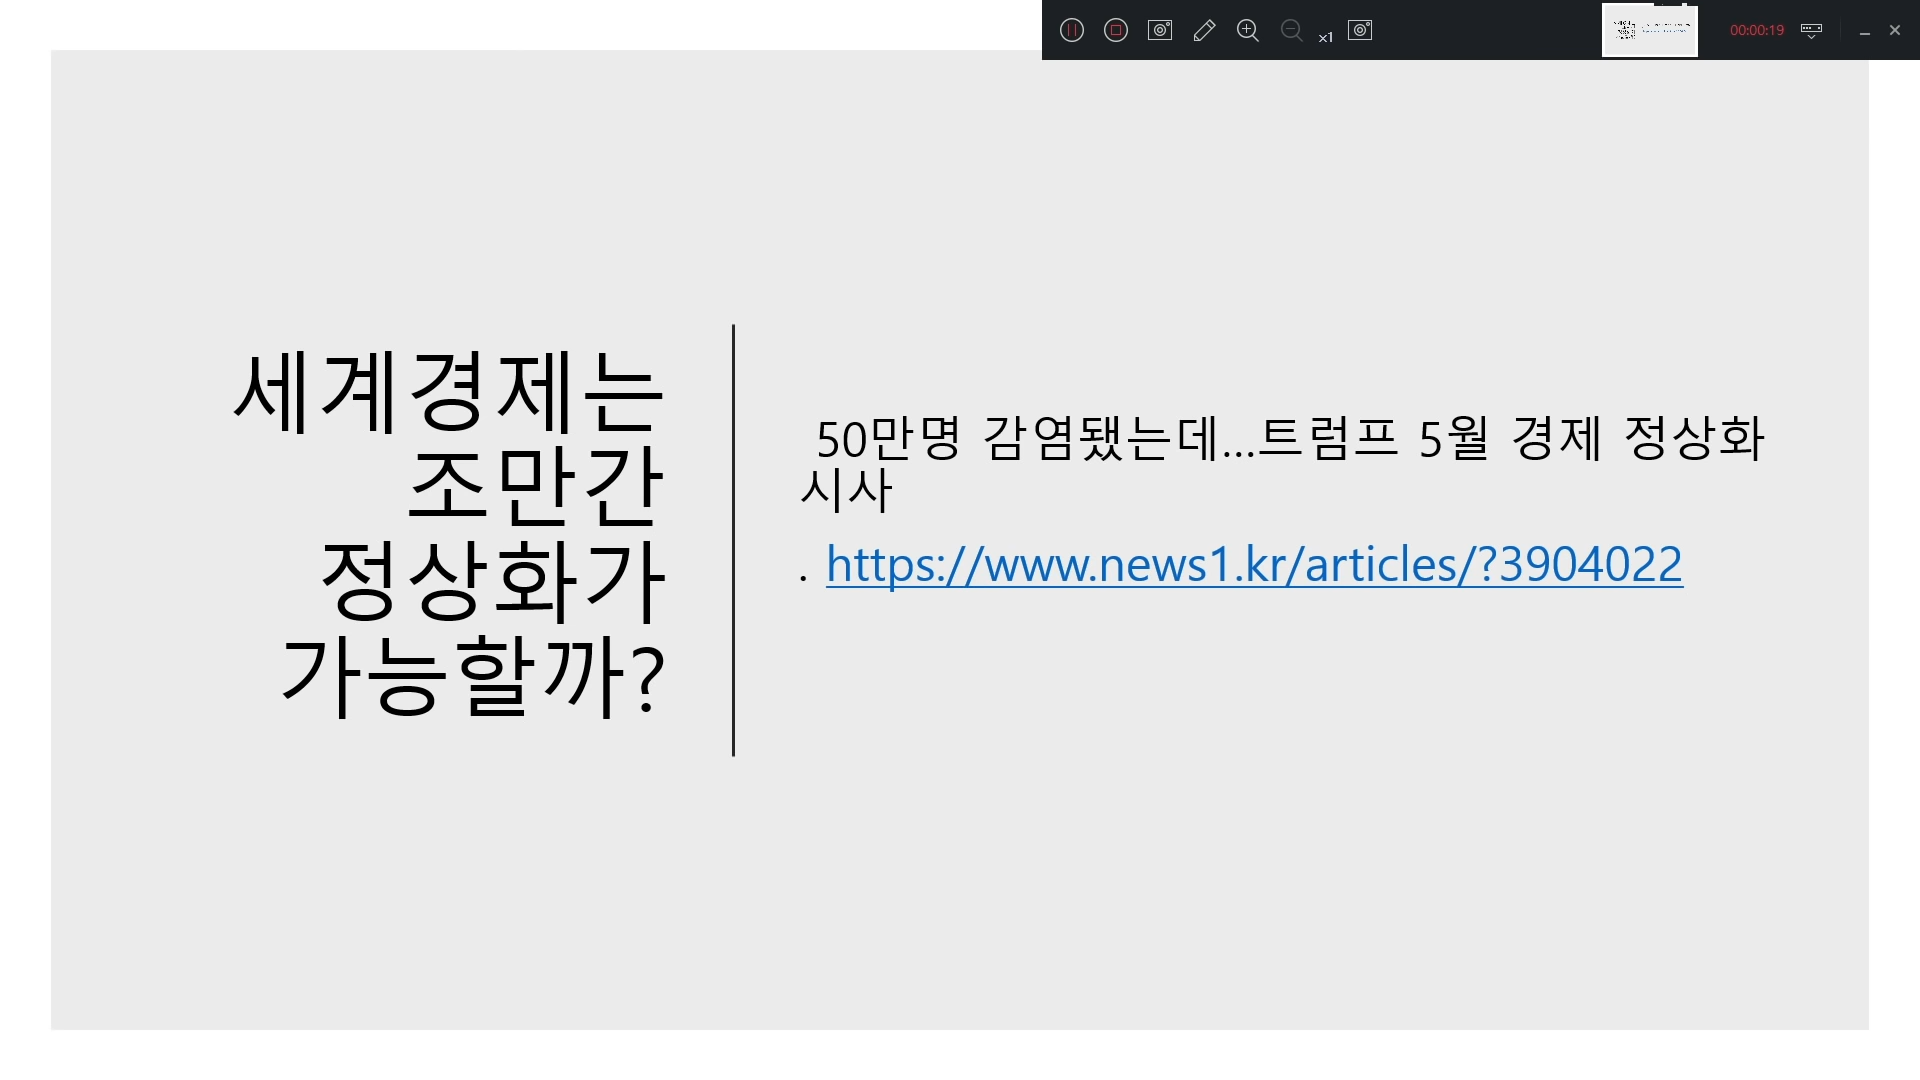 x1
00:00:19
세계경제는
조만간
정상화가
가능할까?
50만명 감염됐는데...트럼프 5월 경제 정상화
시사
. https://www.news1.kr/articles/?3904022